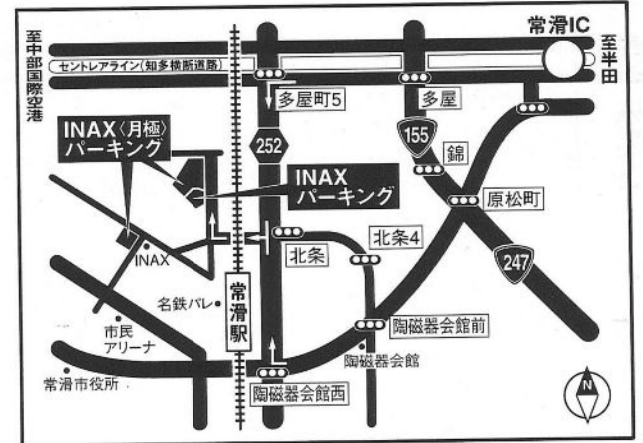 常滑IC
至中部国際空港
至半田
セントレアライン(知多横断道路)
多屋町5
多屋
INAX〈月極〉
パーキング
252
155
錦
INAX
パーキング
原松町
北条
北条4
247
INAX
常滑駅
名鉄パレ
市民
アリーナ
陶磁器会館前
陶磁器会館
常滑市役所
陶磁器会館西
N